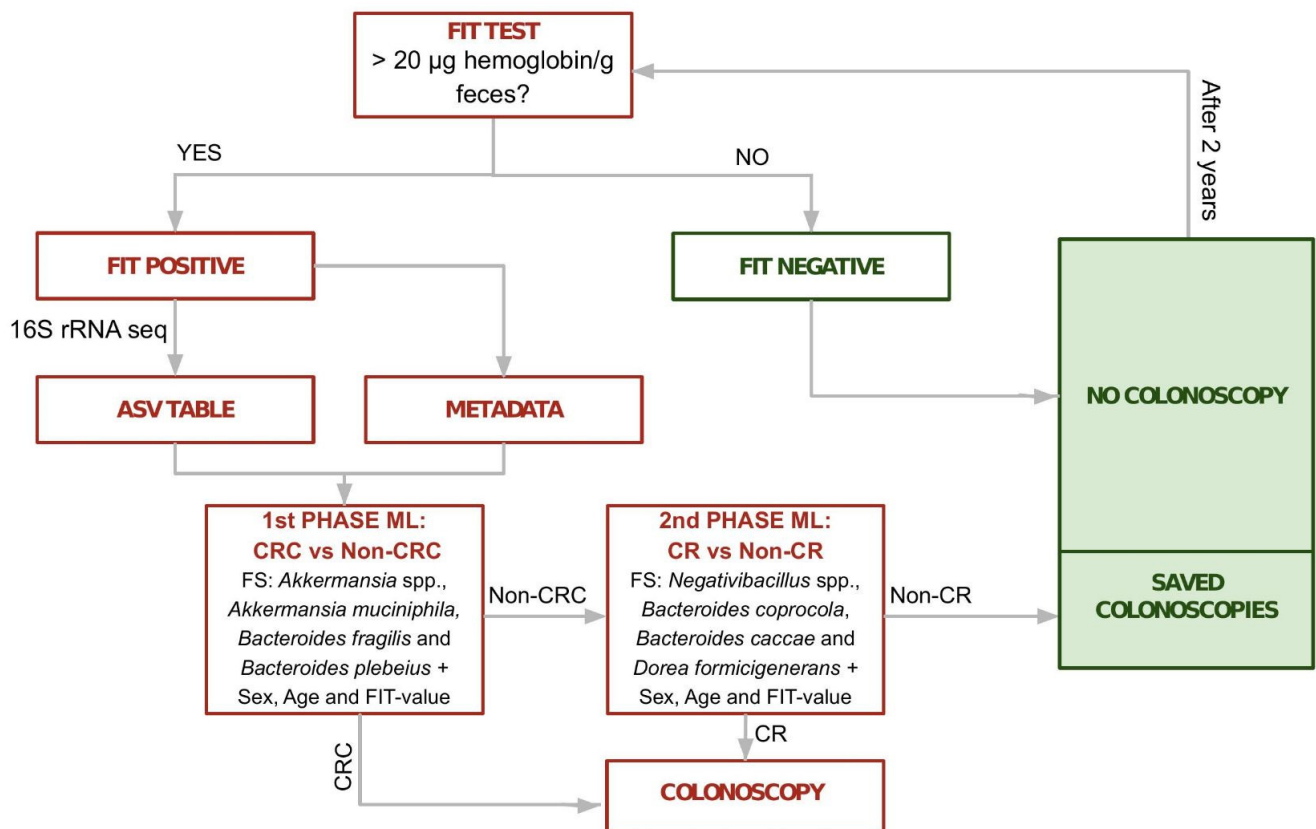 FIT TEST
> 20 µg hemoglobin/g
feces?
After 2 years
YES
NO
FIT POSITIVE
FIT NEGATIVE
16S rRNA seq
ASV TABLE
METADATA
NO COLONOSCOPY
1st PHASE ML:
CRC vs Non-CRC
FS: Akkermansia spp.,
Akkermansia muciniphila,
Bacteroides fragilis and
Bacteroides plebeius +
Sex, Age and FIT-value
Non-CRC
2nd PHASE ML:
CR vs Non-CR
FS: Negativibacillus spp.,
Bacteroides coprocola,
Bacteroides caccae and
Dorea formicigenerans +
Sex, Age and FIT-value
Non-CR
SAVED
COLONOSCOPIES
CRC
CR
COLONOSCOPY